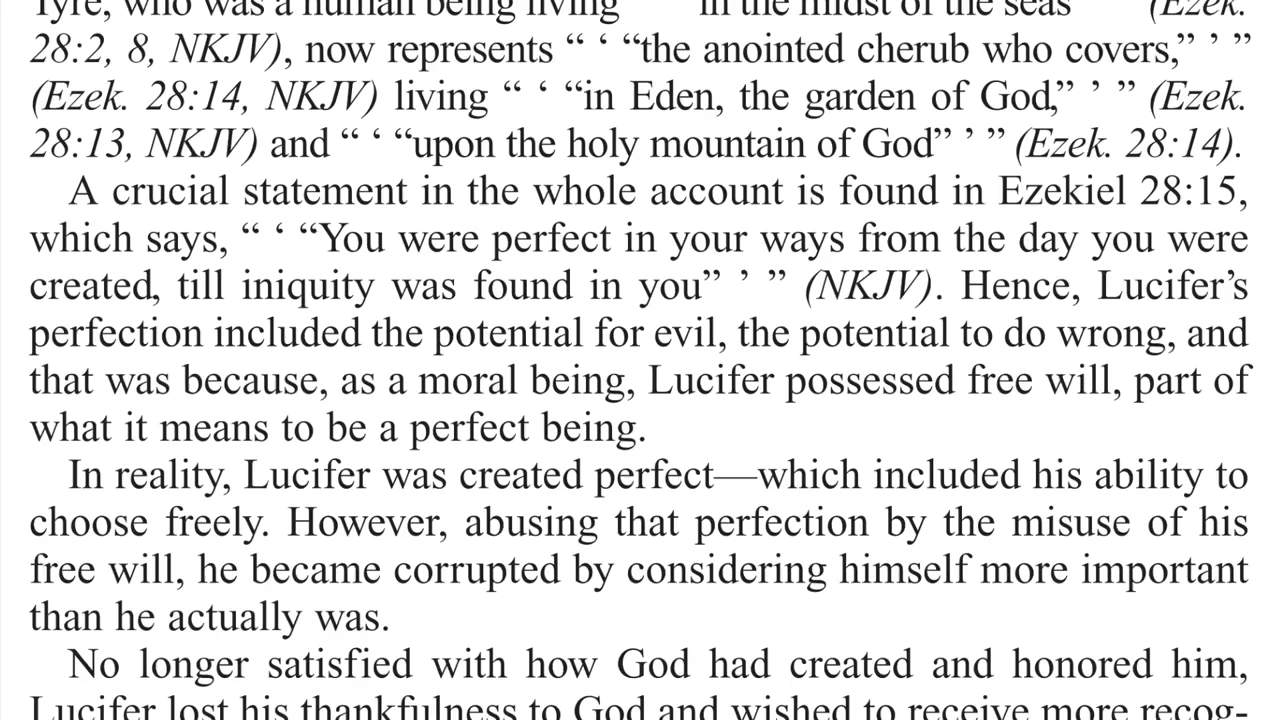 Tyre, who was a human being living “ ‘ “in the midst of the seas” ’ ” (Ezek.
28:2, 8, NKJV), now represents “ ‘ “the anointed cherub who covers,” ’ ”
(Ezek. 28:14, NKJV) living “ ‘ “in Eden, the garden of God,” ’ ” (Ezek.
28:13, NKJV) and “ ‘ “upon the holy mountain of God” ’ ” (Ezek. 28:14).
A crucial statement in the whole account is found in Ezekiel 28:15,
which says, “ ‘ “You were perfect in your ways from the day you were
created, till iniquity was found in you” ’ ” (NKJV). Hence, Lucifer’s
perfection included the potential for evil, the potential to do wrong, and
that was because, as a moral being, Lucifer possessed free will, part of
what it means to be a perfect being.
In reality, Lucifer was created perfect—which included his ability to
choose freely. However, abusing that perfection by the misuse of his
free will, he became corrupted by considering himself more important
than he actually was.
No longer satisfied with how God had created and honored him,
Lucifer lost his thankfulness to God and wished to receive more recog-